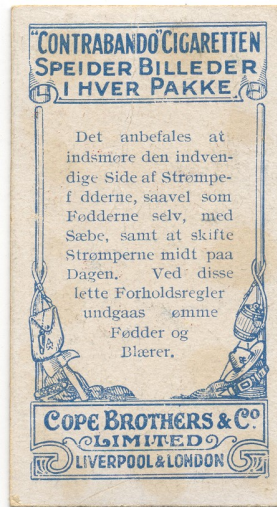 "CONTRABANDO" CIGARETTEN
SPEIDER BILLEDER
I HVER PAKKE
Det anbefales at
indsmøre den indven-
dige Side af Strømpe-
f dderne, saavel som
Fødderne selv, med
Sæbe, samt at skifte
Strømperne midt paa
Dagen. Ved disse
lette Forholdsregler
undgaas ømme
Fødder og
Blærer.
COPE BROTHERS & Co.
LIMITED
LIVERPOOL & LONDON